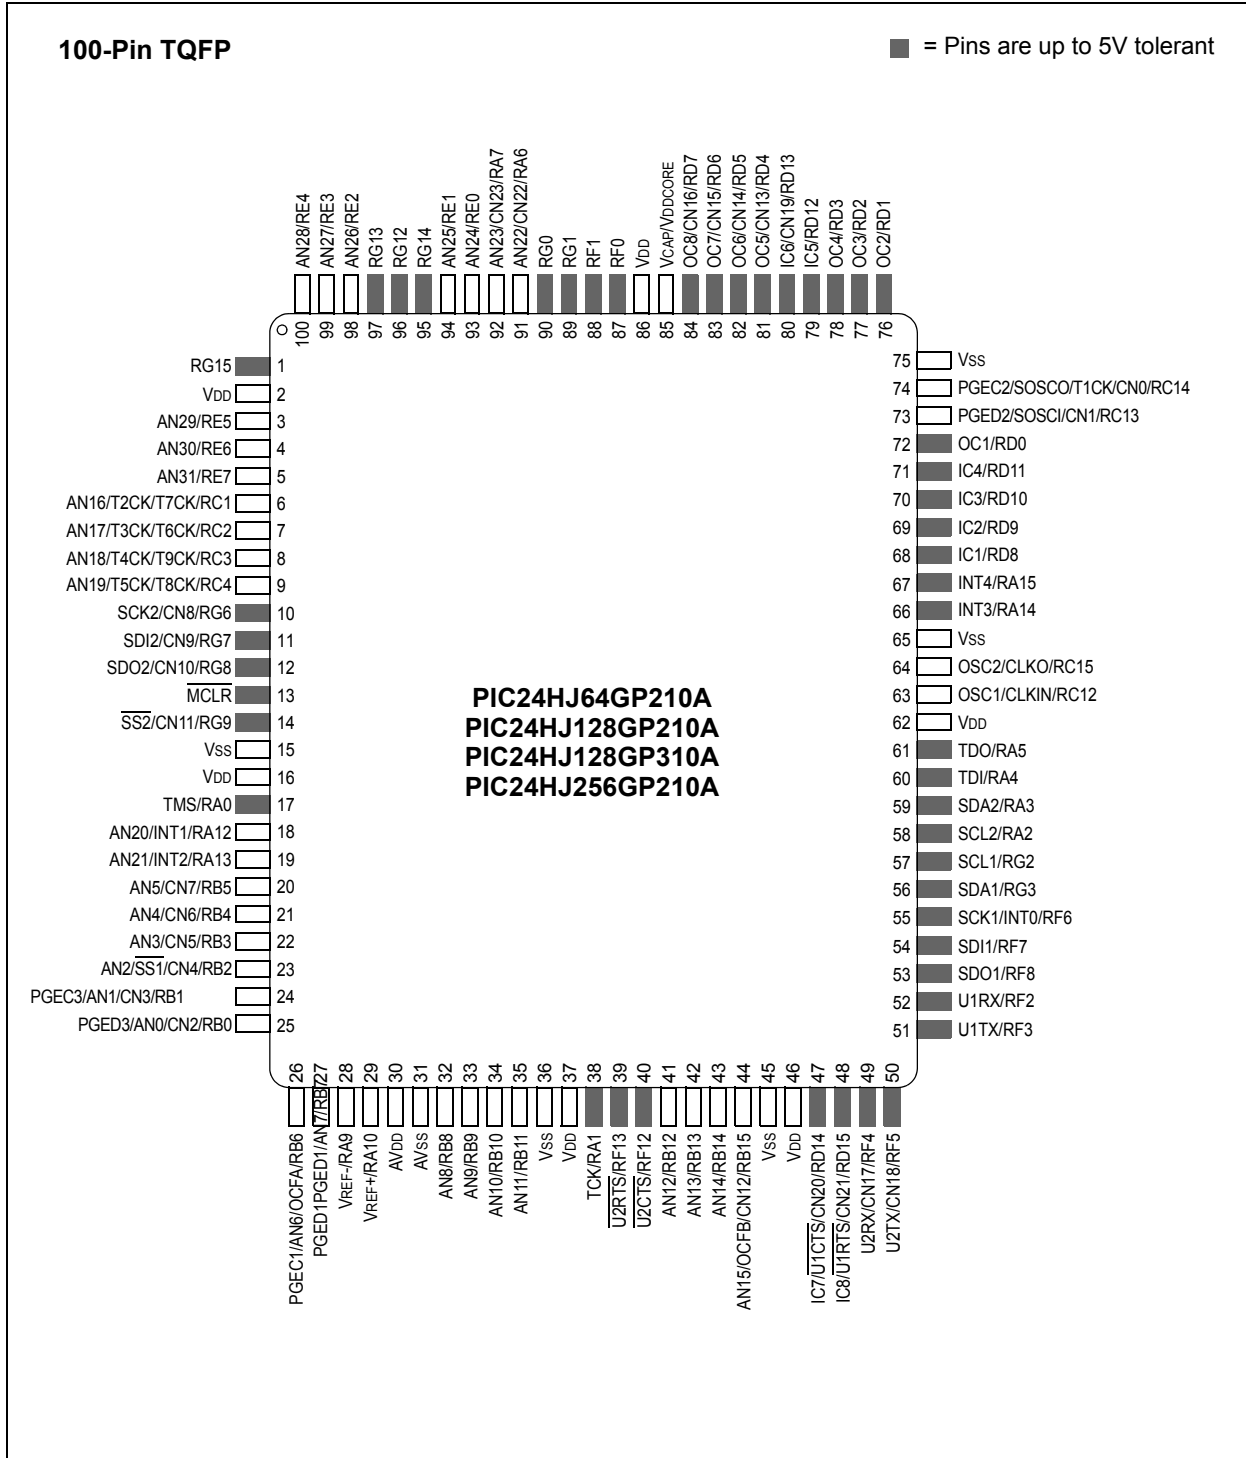 100-Pin TQFP
= Pins are up to 5V tolerant
AN28/RE4
AN27/RE3
AN26/RE2
RG13
RG12
RG14
AN25/RE1
AN24/RE0
AN23/CN23/RA7
AN22/CN22/RA6
RG0
RG1
RF1
RF0
VDD
VCAP/VDDCORE
OC8/CN16/RD7
OC7/CN15/RD6
OC6/CN14/RD5
OC5/CN13/RD4
IC6/CN19/RD13
IC5/RD12
OC4/RD3
OC3/RD2
OC2/RD1
100 99 98 97 96 95 94 93 92 91 90 89 88 87 86 85 84 83 82 81 80 79 78 77 76
RG15 1
VDD 2
AN29/RE5 3
AN30/RE6 4
AN31/RE7 5
AN16/T2CK/T7CK/RC1 6
AN17/T3CK/T6CK/RC2 7
AN18/T4CK/T9CK/RC3 8
AN19/T5CK/T8CK/RC4 9
SCK2/CN8/RG6 10
SDI2/CN9/RG7 11
SDO2/CN10/RG8 12
MCLR 13
SS2/CN11/RG9 14
VSS 15
VDD 16
TMS/RA0 17
AN20/INT1/RA12 18
AN21/INT2/RA13 19
AN5/CN7/RB5 20
AN4/CN6/RB4 21
AN3/CN5/RB3 22
AN2/SS1/CN4/RB2 23
PGEC3/AN1/CN3/RB1 24
PGED3/AN0/CN2/RB0 25
PIC24HJ64GP210A
PIC24HJ128GP210A
PIC24HJ128GP310A
PIC24HJ256GP210A
75 VSS
74 PGEC2/SOSCO/T1CK/CN0/RC14
73 PGED2/SOSCI/CN1/RC13
72 OC1/RD0
71 IC4/RD11
70 IC3/RD10
69 IC2/RD9
68 IC1/RD8
67 INT4/RA15
66 INT3/RA14
65 VSS
64 OSC2/CLKO/RC15
63 OSC1/CLKIN/RC12
62 VDD
61 TDO/RA5
60 TDI/RA4
59 SDA2/RA3
58 SCL2/RA2
57 SCL1/RG2
56 SDA1/RG3
55 SCK1/INT0/RF6
54 SDI1/RF7
53 SDO1/RF8
52 U1RX/RF2
51 U1TX/RF3
26 27 28 29 30 31 32 33 34 35 36 37 38 39 40 41 42 43 44 45 46 47 48 49 50
PGEC1/AN6/OCFA/RB6
PGED1PGED1/AN7/RB7
VREF-/RA9
VREF+/RA10
AVDD
AVSS
AN8/RB8
AN9/RB9
AN10/RB10
AN11/RB11
VSS
VDD
TCK/RA1
U2RTS/RF13
U2CTS/RF12
AN12/RB12
AN13/RB13
AN14/RB14
AN15/OCFB/CN12/RB15
VSS
VDD
IC7/U1CTS/CN20/RD14
IC8/U1RTS/CN21/RD15
U2RX/CN17/RF4
U2TX/CN18/RF5